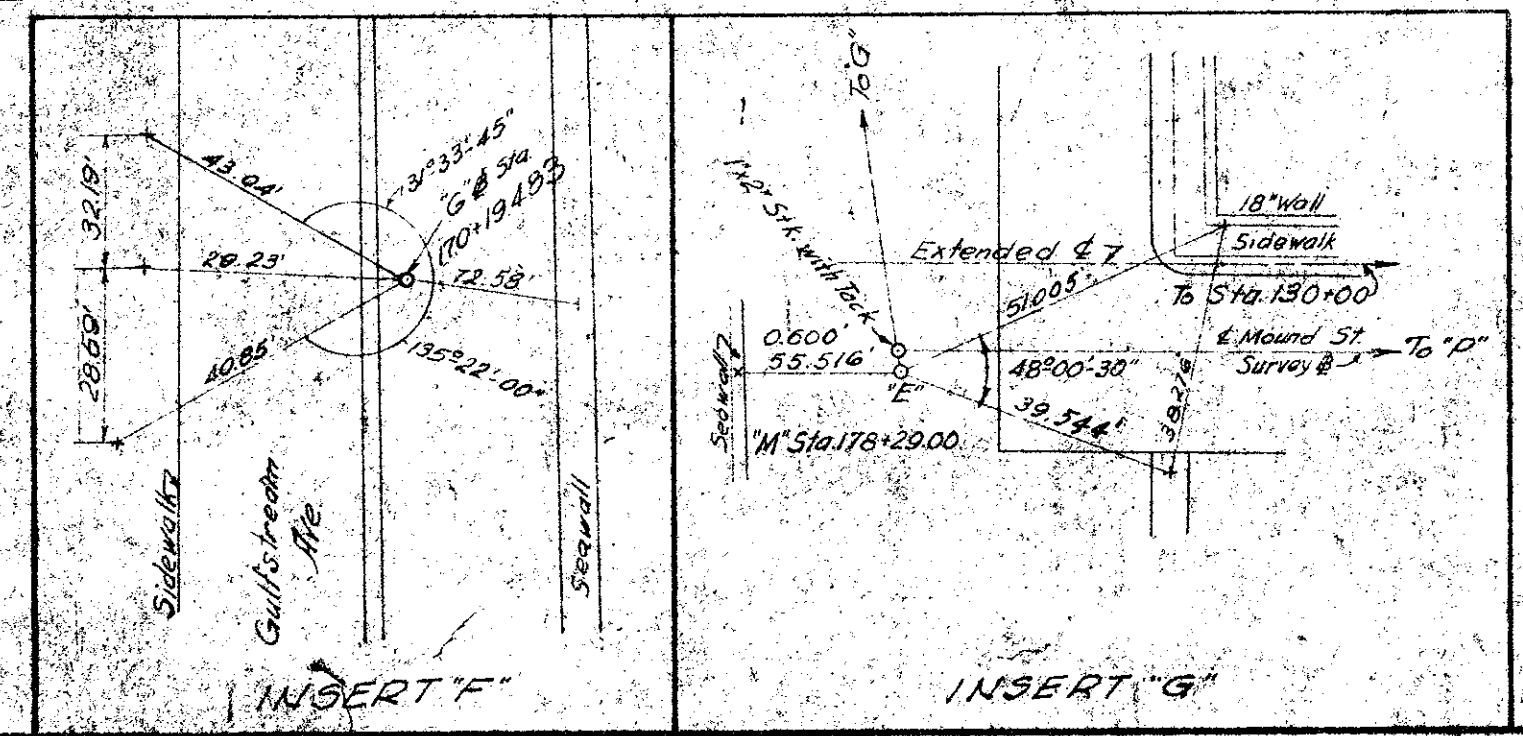 32.19'
28.69'
43.04'
29.23'
40.85'
131°-33'-45"
"G" ⅊ Sta.
170+19.483
72.58'
135°-22'-00"
Sidewalk
Gulfstream
Ave
Seawall
INSERT "F"
To "G"
1"x2" Stk. with Tack
Extended ℄ 7
18" Wall
Sidewalk
To Sta. 130+00
51.005'
0.600'
55.516'
Seawall
"E"
48°-00'-30"
39.544'
38.276'
℄ Mound St.
Survey ⅊
To "P"
"M" Sta. 178+29.00
INSERT "G"